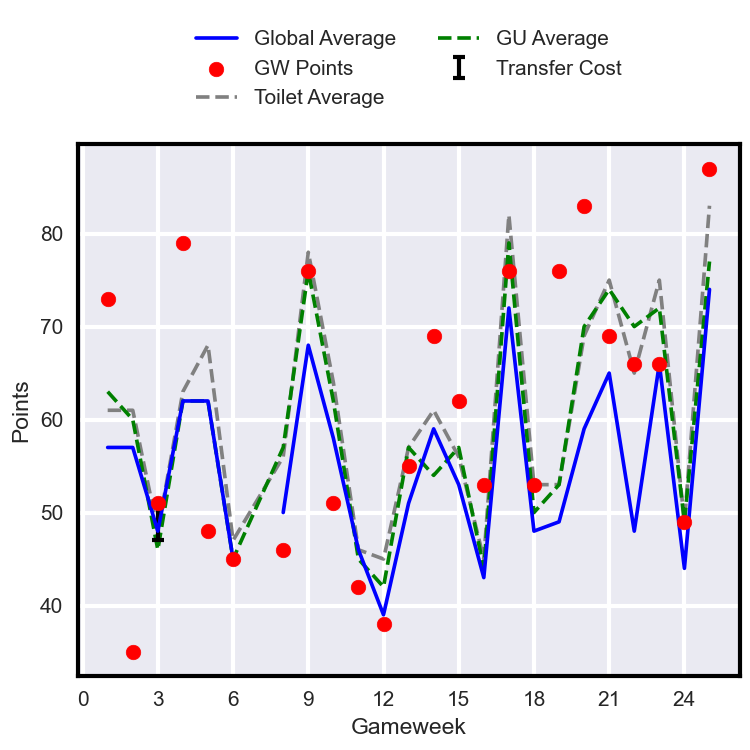 Global Average
GW Points
Toilet Average
GU Average
Transfer Cost
80
70
60
50
40
Points
0 3 6 9 12 15 18 21 24
Gameweek